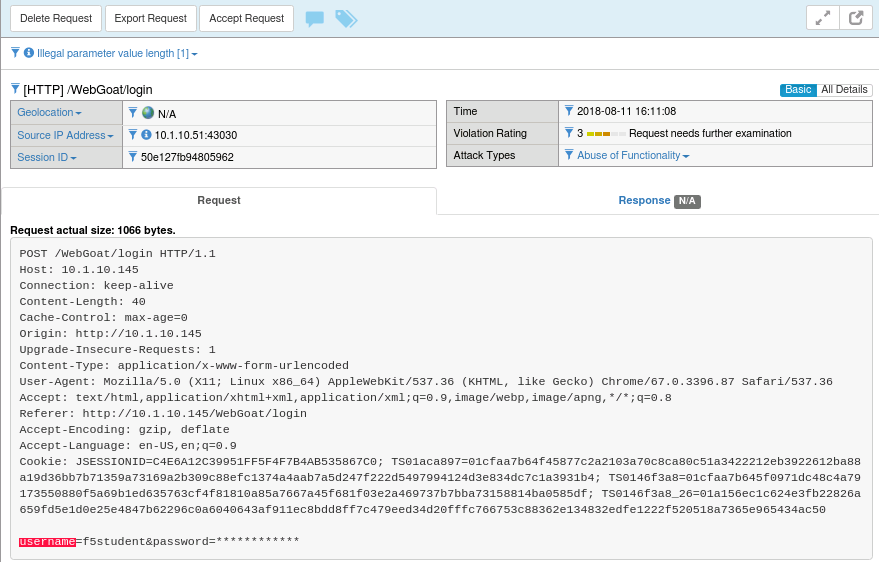 Delete Request Export Request Accept Request
Illegal parameter value length [1]
[HTTP] /WebGoat/login
Basic All Details
Geolocation N/A
Source IP Address 10.1.10.51:43030
Session ID 50e127fb94805962
Time 2018-08-11 16:11:08
Violation Rating 3 Request needs further examination
Attack Types Abuse of Functionality
Request
Response N/A
Request actual size: 1066 bytes.
POST /WebGoat/login HTTP/1.1
Host: 10.1.10.145
Connection: keep-alive
Content-Length: 40
Cache-Control: max-age=0
Origin: http://10.1.10.145
Upgrade-Insecure-Requests: 1
Content-Type: application/x-www-form-urlencoded
User-Agent: Mozilla/5.0 (X11; Linux x86_64) AppleWebKit/537.36 (KHTML, like Gecko) Chrome/67.0.3396.87 Safari/537.36
Accept: text/html,application/xhtml+xml,application/xml;q=0.9,image/webp,image/apng,*/*;q=0.8
Referer: http://10.1.10.145/WebGoat/login
Accept-Encoding: gzip, deflate
Accept-Language: en-US,en;q=0.9
Cookie: JSESSIONID=C4E6A12C39951FF5F4F7B4AB535867C0; TS01aca897=01cfaa7b64f45877c2a2103a70c8ca80c51a3422212eb3922612ba88
a19d36bb7b71359a73169a2b309c88efc1374a4aab7a5d247f222d5497994124d3e834dc7c1a3931b4; TS0146f3a8=01cfaa7b645f0971dc48c4a79
173550880f5a69b1ed635763cf4f81810a85a7667a45f681f03e2a469737b7bba73158814ba0585df; TS0146f3a8_26=01a156ec1c624e3fb22826a
659fd5e1d0e25e4847b62296c0a6040643af911ec8bdd8ff7c479eed34d20fffc766753c88362e134832edfe1222f520518a7365e965434ac50
username=f5student&password=************